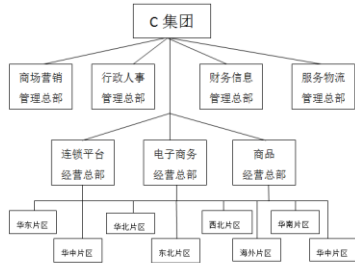 C 集团
商场营销
管理总部
行政人事
管理总部
财务信息
管理总部
服务物流
管理总部
连锁平台
经营总部
电子商务
经营总部
商品
经营总部
华东片区
华北片区
西北片区
华南片区
华中片区
东北片区
海外片区
华中片区